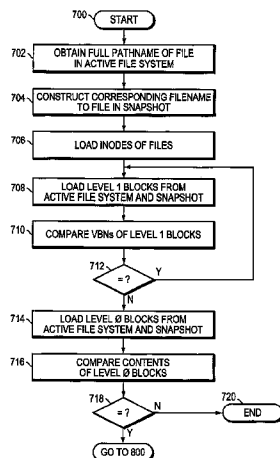 700
START
702
OBTAIN FULL PATHNAME OF FILE
IN ACTIVE FILE SYSTEM
704
CONSTRUCT CORRESPONDING FILENAME
TO FILE IN SNAPSHOT
706
LOAD INODES OF FILES
708
LOAD LEVEL 1 BLOCKS FROM
ACTIVE FILE SYSTEM AND SNAPSHOT
710
COMPARE VBNs OF LEVEL 1 BLOCKS
712
= ?
Y
N
714
LOAD LEVEL Ø BLOCKS FROM
ACTIVE FILE SYSTEM AND SNAPSHOT
716
COMPARE CONTENTS
OF LEVEL Ø BLOCKS
718
= ?
N
720
END
Y
GO TO 800